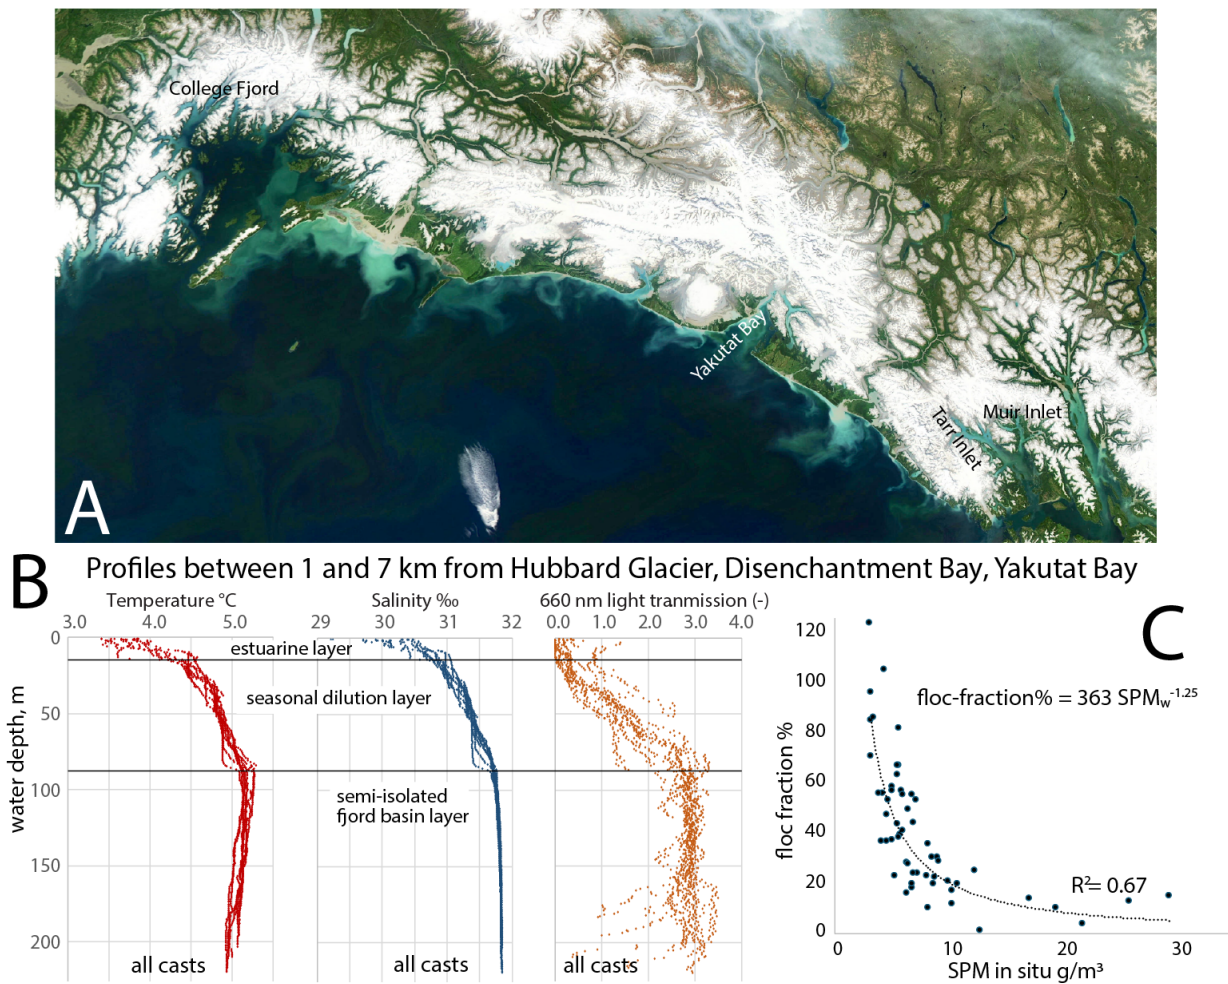 College Fjord
Yakutat Bay
Muir Inlet
Tarr Inlet
A
B
Profiles between 1 and 7 km from Hubbard Glacier, Disenchantment Bay, Yakutat Bay
Temperature °C
Salinity ‰
660 nm light tranmission (-)
3.0 4.0 5.0
29 30 31 32
0.0 1.0 2.0 3.0 4.0
water depth, m
0
50
100
150
200
estuarine layer
seasonal dilution layer
semi-isolated
fjord basin layer
all casts
all casts
all casts
C
floc fraction %
120
100
80
60
40
20
0
floc-fraction% = 363 SPMw-1.25
R²= 0.67
0 10 20 30
SPM in situ g/m³